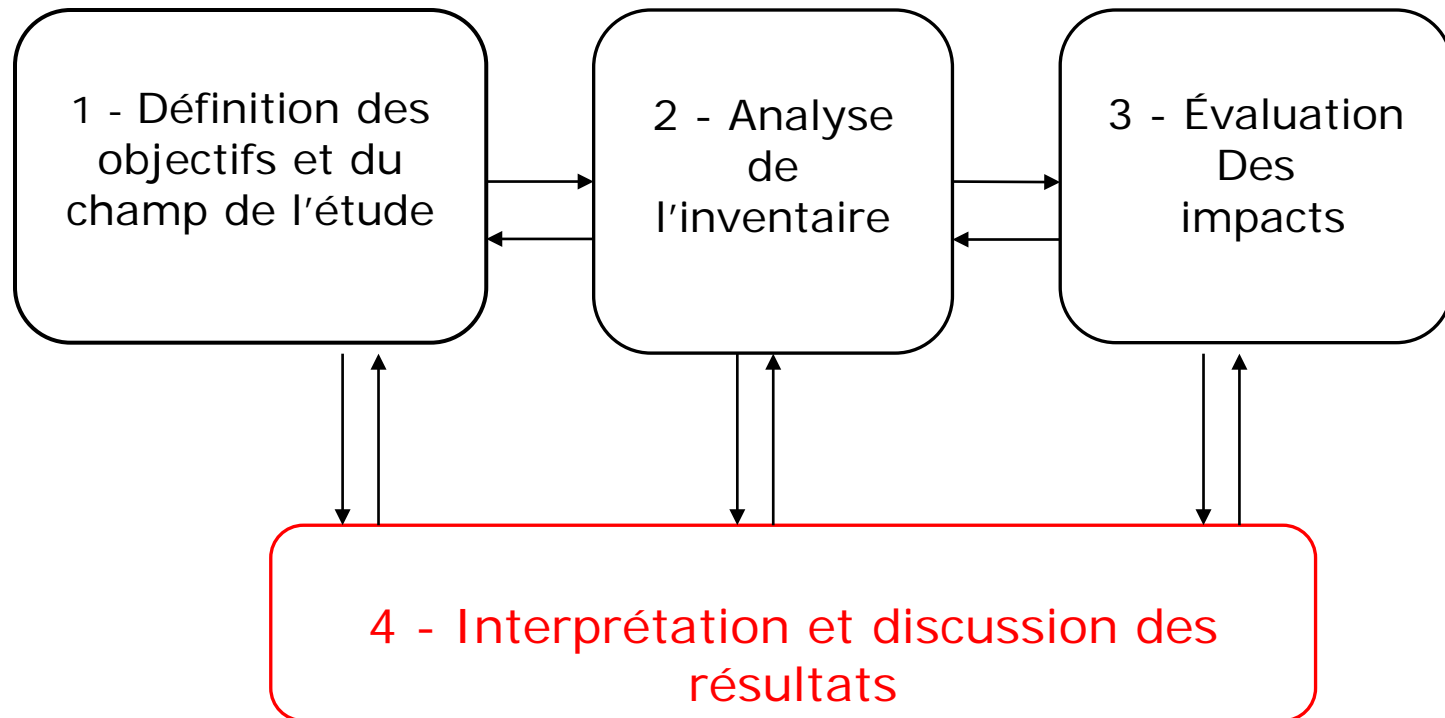 1 - Définition des
objectifs et du
champ de l’étude
2 - Analyse
de
l’inventaire
3 - Évaluation
Des
impacts
4 - Interprétation et discussion des
résultats